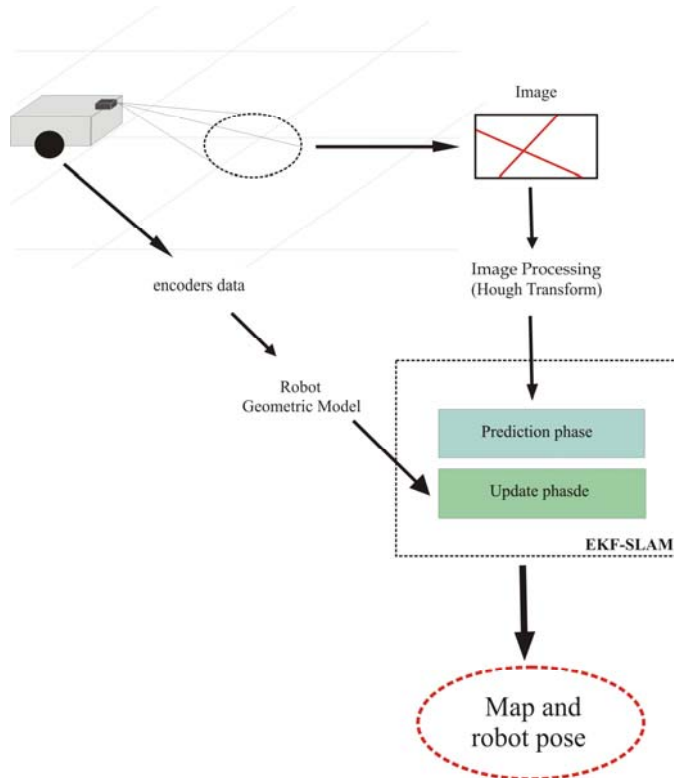 Image
Image Processing
(Hough Transform)
encoders data
Robot
Geometric Model
Prediction phase
Update phasde
EKF-SLAM
Map and
robot pose